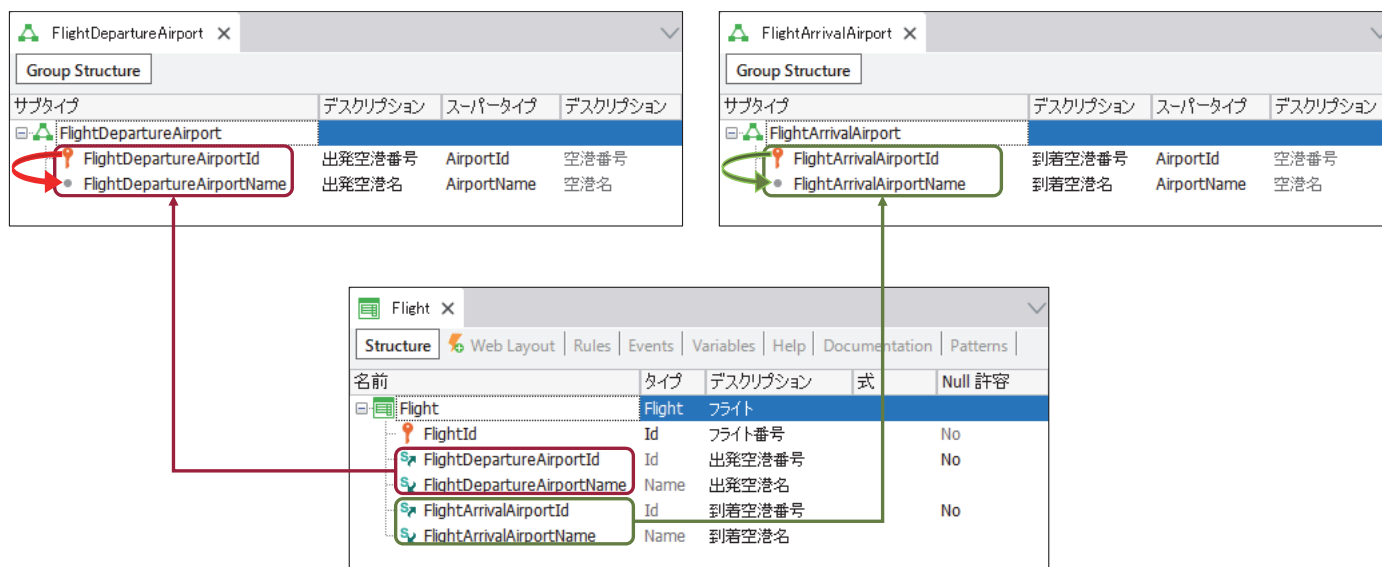 FlightDepartureAirport
Group Structure
サブタイプ デスクリプション スーパータイプ デスクリプション
FlightDepartureAirport
FlightDepartureAirportId 出発空港番号 AirportId 空港番号
FlightDepartureAirportName 出発空港名 AirportName 空港名
FlightArrivalAirport
Group Structure
サブタイプ デスクリプション スーパータイプ デスクリプション
FlightArrivalAirport
FlightArrivalAirportId 到着空港番号 AirportId 空港番号
FlightArrivalAirportName 到着空港名 AirportName 空港名
Flight
Structure Web Layout Rules Events Variables Help Documentation Patterns
名前 タイプ デスクリプション 式 Null 許容
Flight Flight フライト
FlightId Id フライト番号 No
FlightDepartureAirportId Id 出発空港番号 No
FlightDepartureAirportName Name 出発空港名
FlightArrivalAirportId Id 到着空港番号 No
FlightArrivalAirportName Name 到着空港名